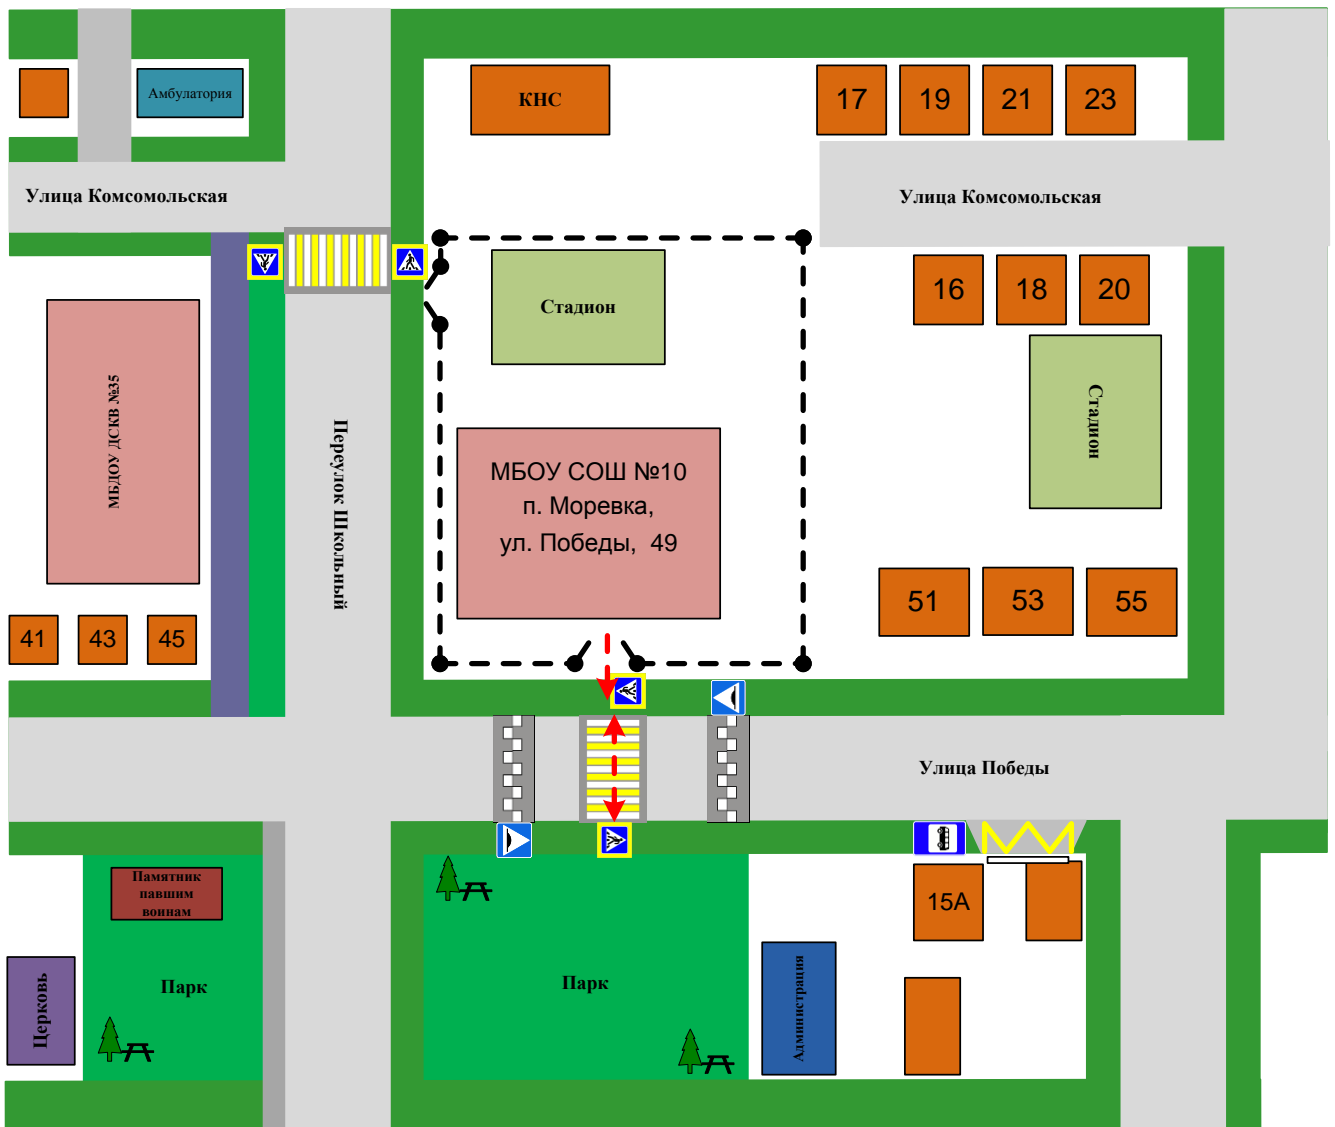 Амбулатория
КНС
17
19
21
23
Улица Комсомольская
Улица Комсомольская
Стадион
16
18
20
МБДОУ ДСКВ №35
Переулок Школьный
Стадион
МБОУ СОШ №10
п. Моревка,
ул. Победы, 49
41
43
45
51
53
55
Улица Победы
Памятник
павшим
воинам
15А
Церковь
Парк
Парк
Администрация